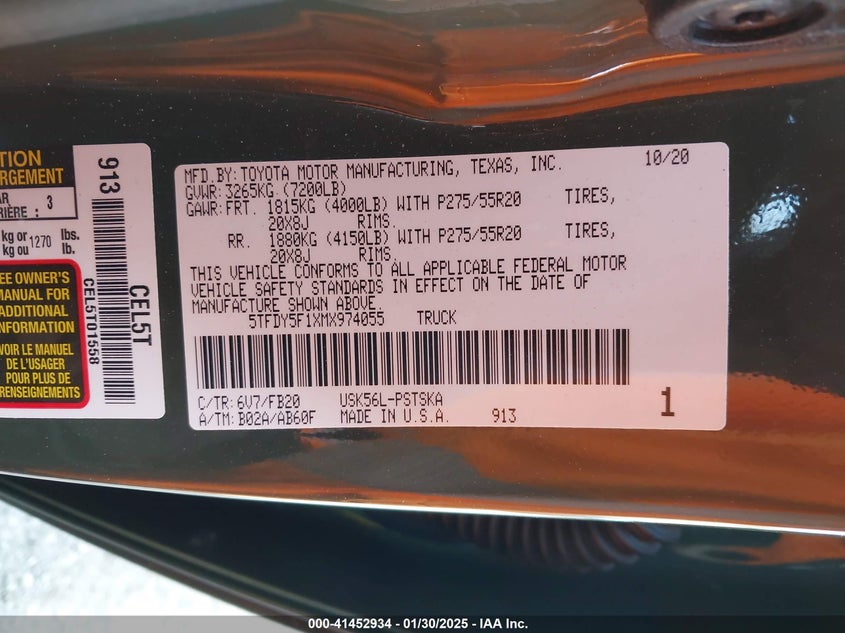 TION
RGEMENT
AR
RIÈRE : 3
kg or 1270 lbs.
kg ou lb.
EE OWNER'S
MANUAL FOR
ADDITIONAL
INFORMATION
VOIR LE MANUEL
DE L'USAGER
POUR PLUS DE
RENSEIGNEMENTS
913
CEL5T
CEL5T01558
MFD.BY:TOYOTA MOTOR MANUFACTURING, TEXAS, INC. 10/20
GVWR:3265KG (7200LB)
GAWR:FRT. 1815KG (4000LB) WITH P275/55R20 TIRES,
20X8J RIMS.
RR. 1880KG (4150LB) WITH P275/55R20 TIRES,
20X8J RIMS.
THIS VEHICLE CONFORMS TO ALL APPLICABLE FEDERAL MOTOR
VEHICLE SAFETY STANDARDS IN EFFECT ON THE DATE OF
MANUFACTURE SHOWN ABOVE.
5TFDY5F1XMX974055 TRUCK
C/TR:6V7/FB20 USK56L-PSTSKA
A/TM:B02A/AB60F MADE IN U.S.A. 913
1
000-41452934 - 01/30/2025 - IAA Inc.